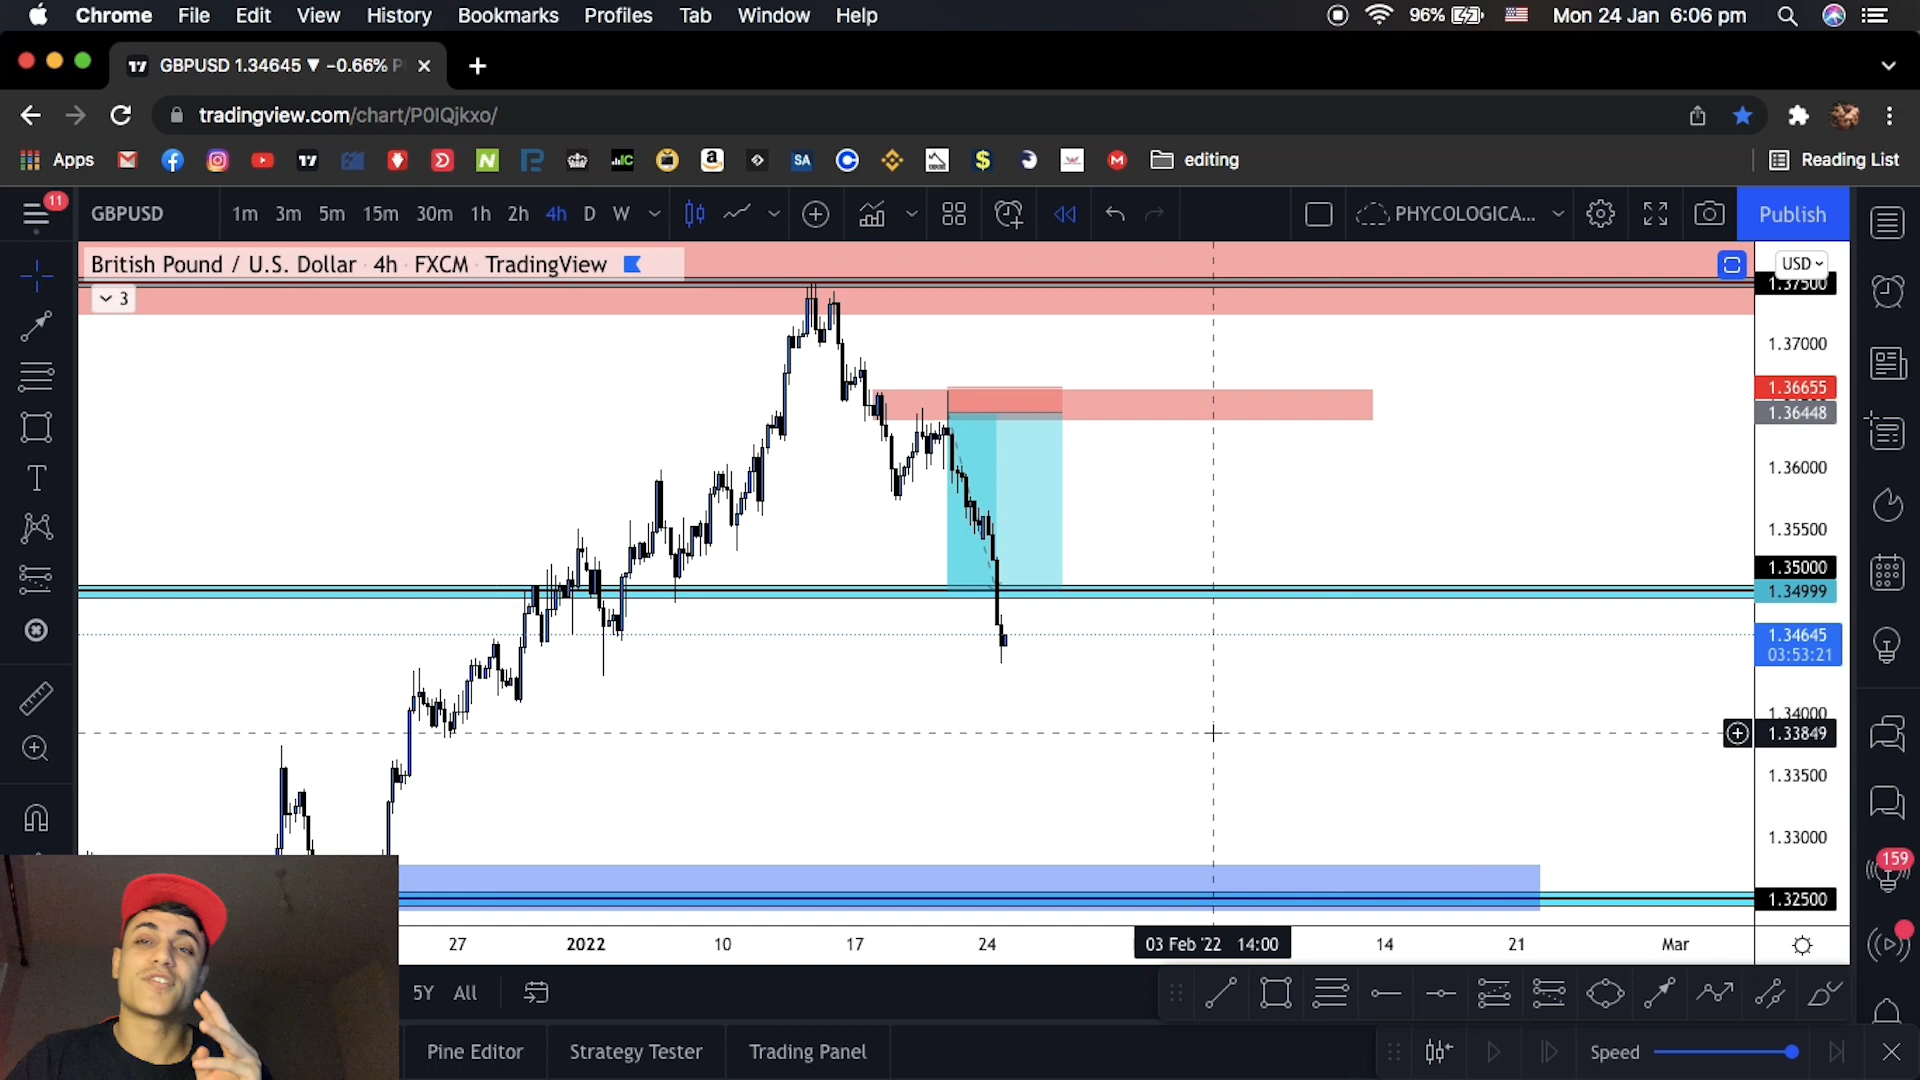 Chrome File Edit View History Bookmarks Profiles Tab Window Help 96% Mon 24 Jan 6:06 pm
GBPUSD 1.34645 ▼ −0.66% P
tradingview.com/chart/P0IQjkxo/
Apps editing Reading List
11
GBPUSD 1m 3m 5m 15m 30m 1h 2h 4h D W PHYCOLOGICA... Publish
British Pound / U.S. Dollar · 4h · FXCM · TradingView
3
USD
1.37500
1.37000
1.36655
1.36448
1.36000
1.35500
1.35000
1.34999
1.34645
03:53:21
1.34000
1.33849
1.33500
1.33000
1.32500
159
27 2022 10 17 24 03 Feb '22 14:00 14 21 Mar
5Y All
Pine Editor Strategy Tester Trading Panel Speed